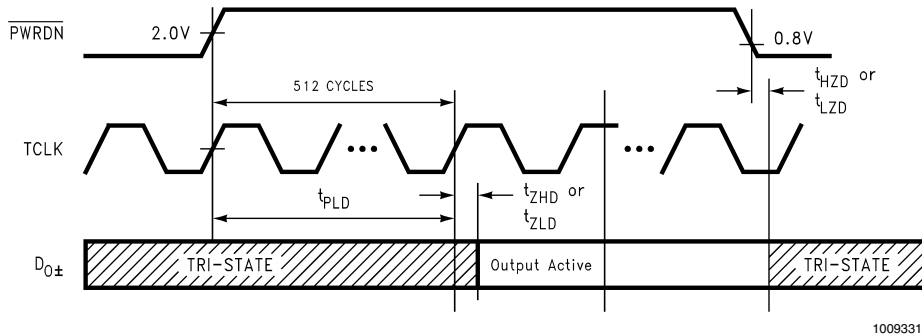 PWRDN
2.0V
0.8V
512 CYCLES
tHZD or
tLZD
TCLK
•••
•••
tPLD
tZHD or
tZLD
DO±
TRI-STATE
Output Active
TRI-STATE
1009331